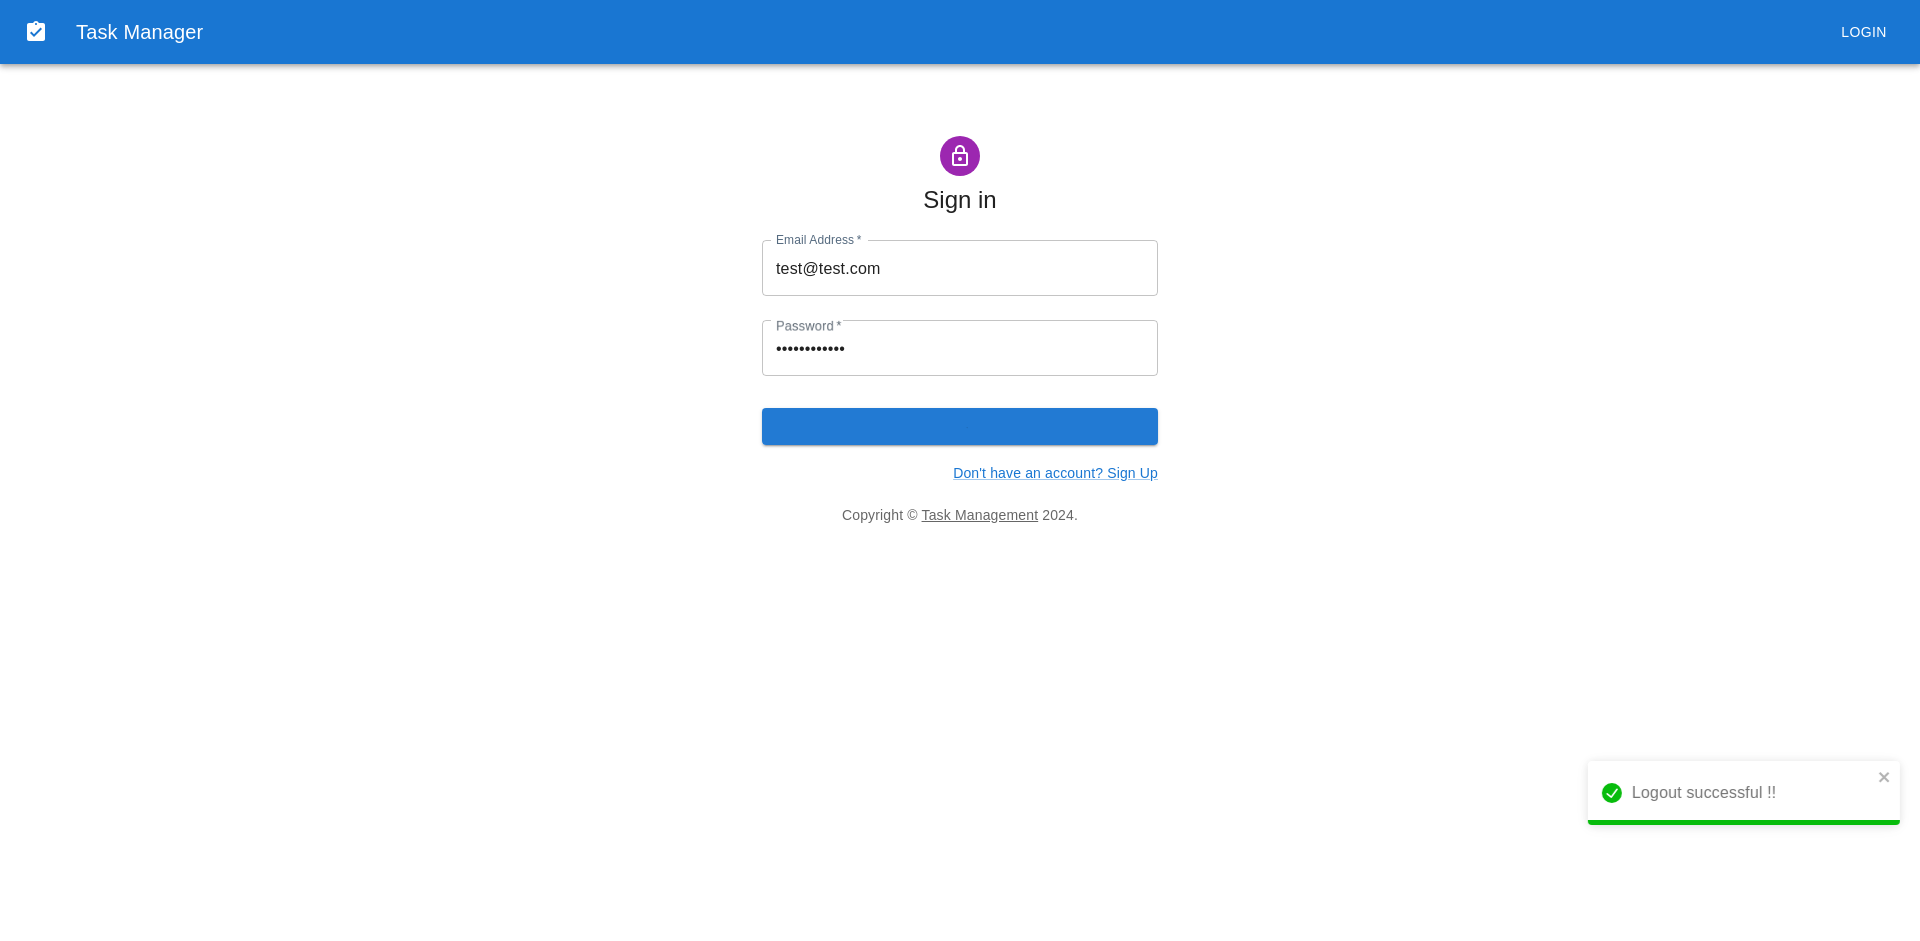 Task Manager
LOGIN
Sign in
Email Address *
test@test.com
Password *
••••••••••••
Don't have an account? Sign Up
Copyright © Task Management 2024.
Logout successful !!